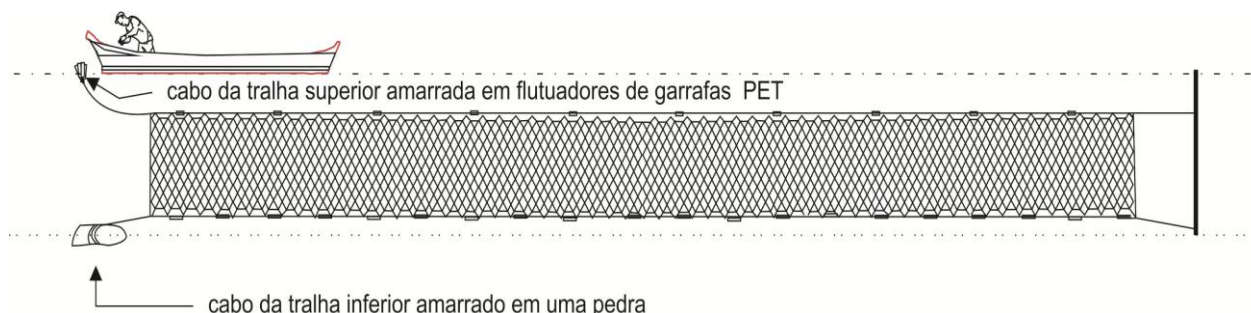 cabo da tralha superior amarrada em flutuadores de garrafas PET
cabo da tralha inferior amarrado em uma pedra